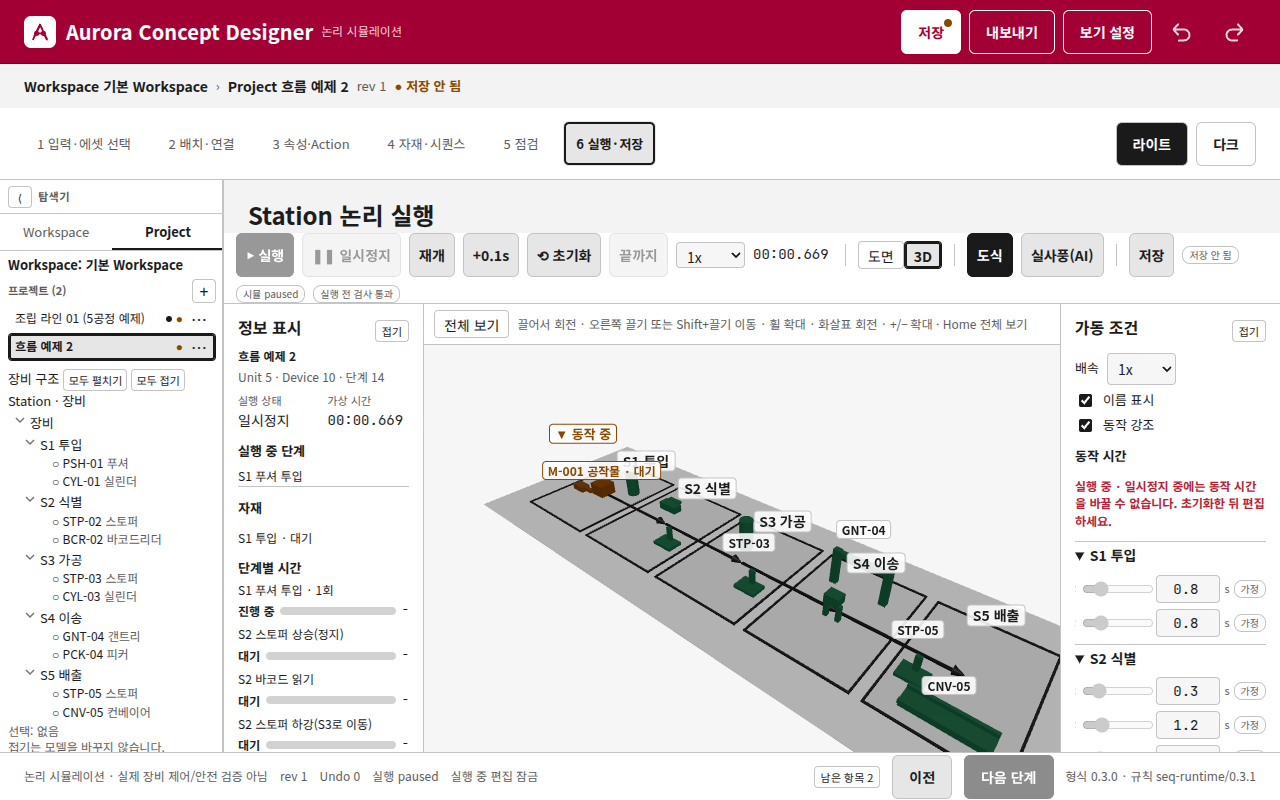 Aurora Concept Designer 논리 시뮬레이션
저장 내보내기 보기 설정
Workspace 기본 Workspace › Project 흐름 예제 2 rev 1 ● 저장 안 됨
1 입력·에셋 선택 2 배치·연결 3 속성·Action 4 자재·시퀀스 5 점검 6 실행·저장 라이트 다크
⟨ 탐색기
Workspace Project
Workspace: 기본 Workspace
프로젝트 (2) +
조립 라인 01 (5공정 예제) ● ● ···
흐름 예제 2 ● ···
장비 구조 모두 펼치기 모두 접기
Station · 장비
장비
S1 투입
○ PSH-01 푸셔
○ CYL-01 실린더
S2 식별
○ STP-02 스토퍼
○ BCR-02 바코드리더
S3 가공
○ STP-03 스토퍼
○ CYL-03 실린더
S4 이송
○ GNT-04 갠트리
○ PCK-04 피커
S5 배출
○ STP-05 스토퍼
○ CNV-05 컨베이어
선택: 없음
접기는 모델을 바꾸지 않습니다.
Station 논리 실행
▶ 실행 ❚❚ 일시정지 재개 +0.1s ⟲ 초기화 끝까지 1x 00:00.669 도면 3D 도식 실사풍(AI) 저장 저장 안 됨
시뮬 paused 실행 전 검사 통과
정보 표시 접기
흐름 예제 2
Unit 5 · Device 10 · 단계 14
실행 상태 가상 시간
일시정지 00:00.669
실행 중 단계
S1 푸셔 투입
자재
S1 투입 · 대기
단계별 시간
S1 푸셔 투입 · 1회
진행 중 -
S2 스토퍼 상승(정지)
대기 -
S2 바코드 읽기
대기 -
S2 스토퍼 하강(S3로 이동)
대기 -
전체 보기 끌어서 회전 · 오른쪽 끌기 또는 Shift+끌기 이동 · 휠 확대 · 화살표 회전 · +/− 확대 · Home 전체 보기
▼ 동작 중
S1 투입
M-001 공작물 · 대기
S2 식별
S3 가공
GNT-04
STP-03
S4 이송
S5 배출
STP-05
CNV-05
가동 조건 접기
배속 1x
이름 표시
동작 강조
동작 시간
실행 중 · 일시정지 중에는 동작 시간
을 바꿀 수 없습니다. 초기화한 뒤 편집
하세요.
▼ S1 투입
0.8 s 가정
0.8 s 가정
▼ S2 식별
0.3 s 가정
1.2 s 가정
논리 시뮬레이션 · 실제 장비 제어/안전 검증 아님 rev 1 Undo 0 실행 paused 실행 중 편집 잠금
남은 항목 2 이전 다음 단계 형식 0.3.0 · 규칙 seq-runtime/0.3.1